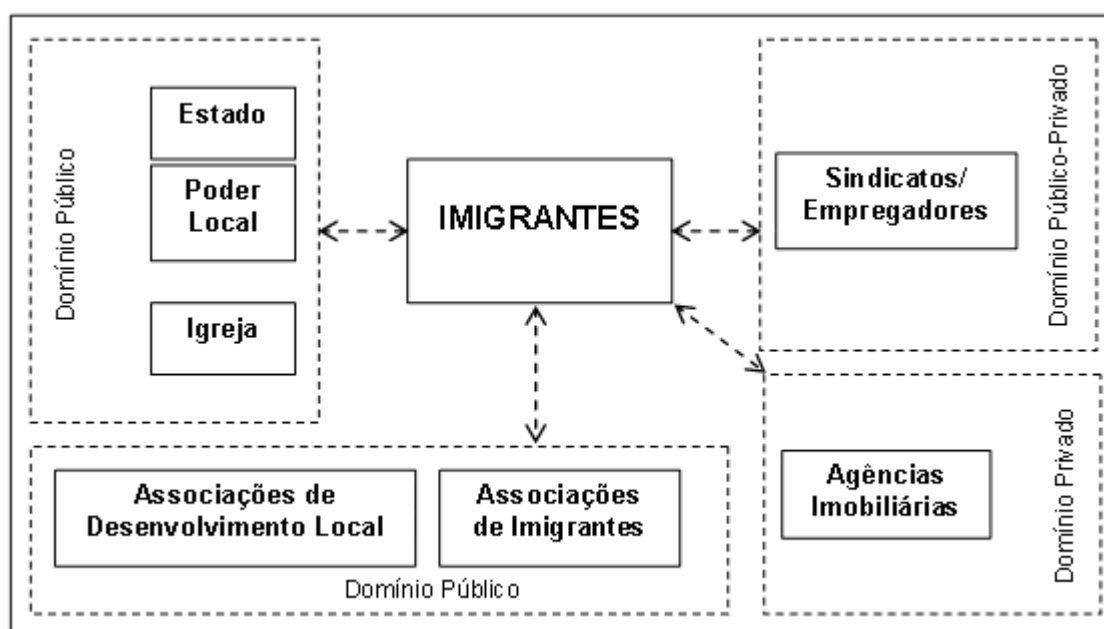 Domínio Público
Estado
Poder
Local
Igreja
IMIGRANTES
Sindicatos/
Empregadores
Domínio Público-Privado
Agências
Imobiliárias
Domínio Privado
Associações de
Desenvolvimento Local
Associações
de Imigrantes
Domínio Público